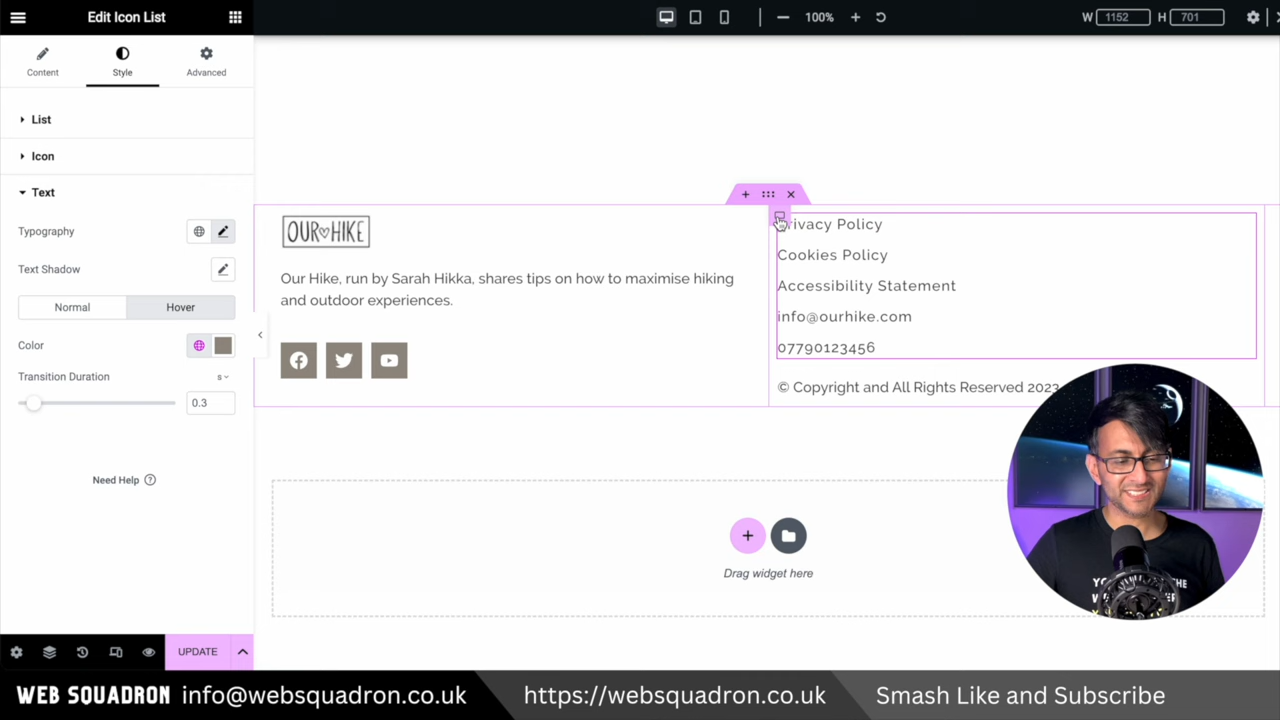 Edit Icon List
100%
W 1152 H 701
Content Style Advanced
List
Icon
Text
Typography
Text Shadow
Normal Hover
Color
Transition Duration s
0.3
Need Help ?
UPDATE
OUR HIKE
Our Hike, run by Sarah Hikka, shares tips on how to maximise hiking
and outdoor experiences.
Policy
Cookies Policy
Accessibility Statement
info@ourhike.com
07790123456
© Copyright and All Rights Reserved 2023
Drag widget here
WEB SQUADRON info@websquadron.co.uk https://websquadron.co.uk Smash Like and Subscribe